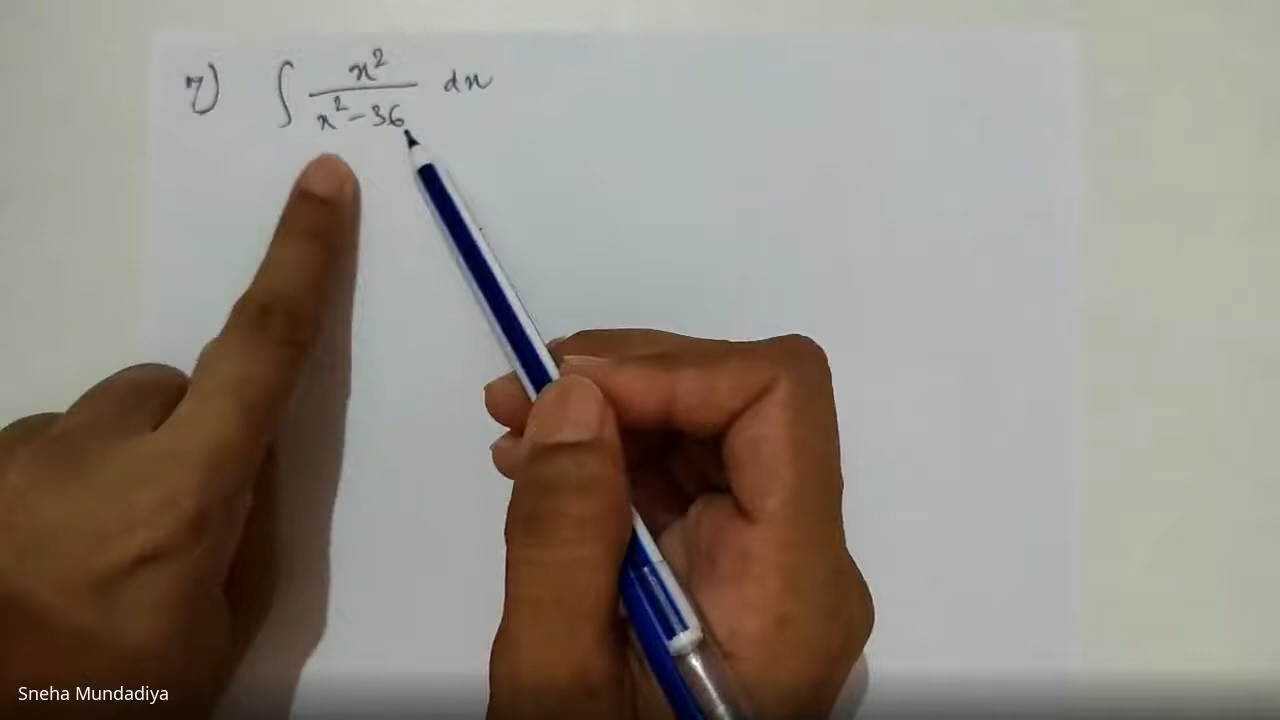 7) ∫ x² / x² - 36 dx
Sneha Mundadiya